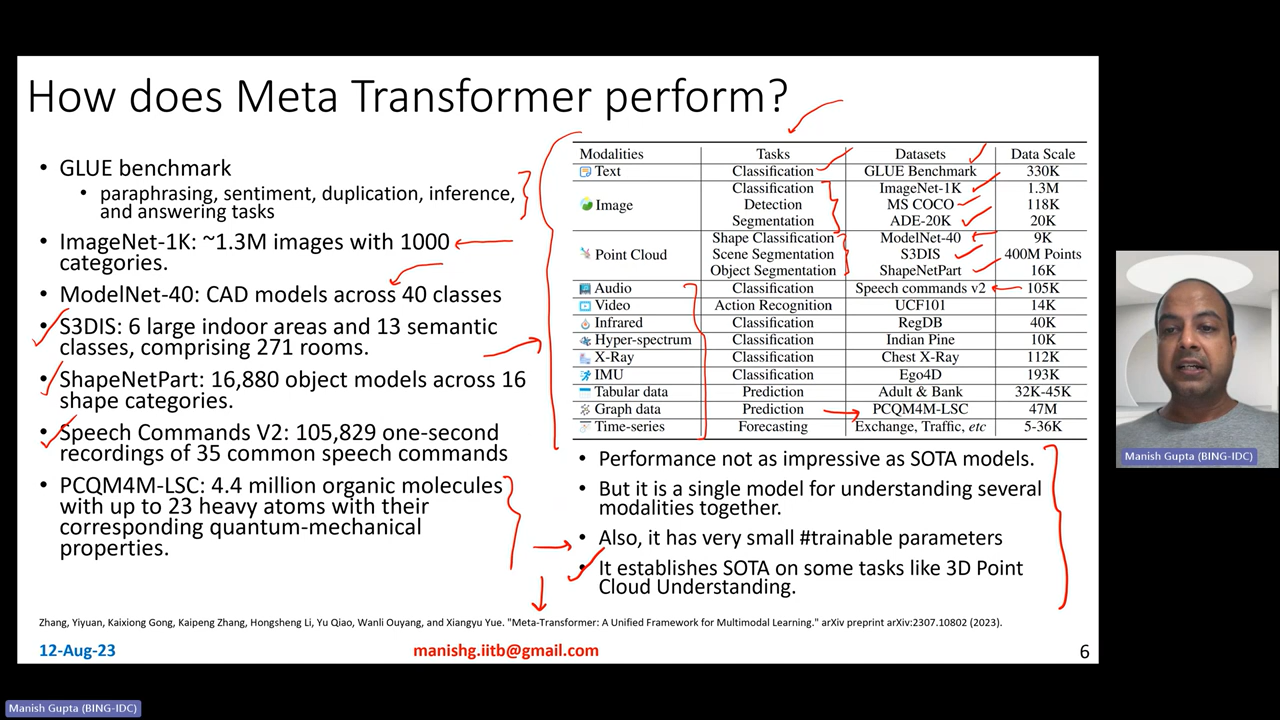 How does Meta Transformer perform?
• GLUE benchmark
• paraphrasing, sentiment, duplication, inference,
and answering tasks
• ImageNet-1K: ~1.3M images with 1000
categories.
• ModelNet-40: CAD models across 40 classes
• S3DIS: 6 large indoor areas and 13 semantic
classes, comprising 271 rooms.
• ShapeNetPart: 16,880 object models across 16
shape categories.
• Speech Commands V2: 105,829 one-second
recordings of 35 common speech commands
• PCQM4M-LSC: 4.4 million organic molecules
with up to 23 heavy atoms with their
corresponding quantum-mechanical
properties.
Modalities Tasks Datasets Data Scale
Text Classification GLUE Benchmark 330K
Classification ImageNet-1K 1.3M
Image Detection MS COCO 118K
Segmentation ADE-20K 20K
Shape Classification ModelNet-40 9K
Point Cloud Scene Segmentation S3DIS 400M Points
Object Segmentation ShapeNetPart 16K
Audio Classification Speech commands v2 105K
Video Action Recognition UCF101 14K
Infrared Classification RegDB 40K
Hyper-spectrum Classification Indian Pine 10K
X-Ray Classification Chest X-Ray 112K
IMU Classification Ego4D 193K
Tabular data Prediction Adult & Bank 32K-45K
Graph data Prediction PCQM4M-LSC 47M
Time-series Forecasting Exchange, Traffic, etc 5-36K
• Performance not as impressive as SOTA models.
• But it is a single model for understanding several
modalities together.
• Also, it has very small #trainable parameters
• It establishes SOTA on some tasks like 3D Point
Cloud Understanding.
Zhang, Yiyuan, Kaixiong Gong, Kaipeng Zhang, Hongsheng Li, Yu Qiao, Wanli Ouyang, and Xiangyu Yue. "Meta-Transformer: A Unified Framework for Multimodal Learning." arXiv preprint arXiv:2307.10802 (2023).
12-Aug-23 manishg.iitb@gmail.com 6
Manish Gupta (BING-IDC)
Manish Gupta (BING-IDC)